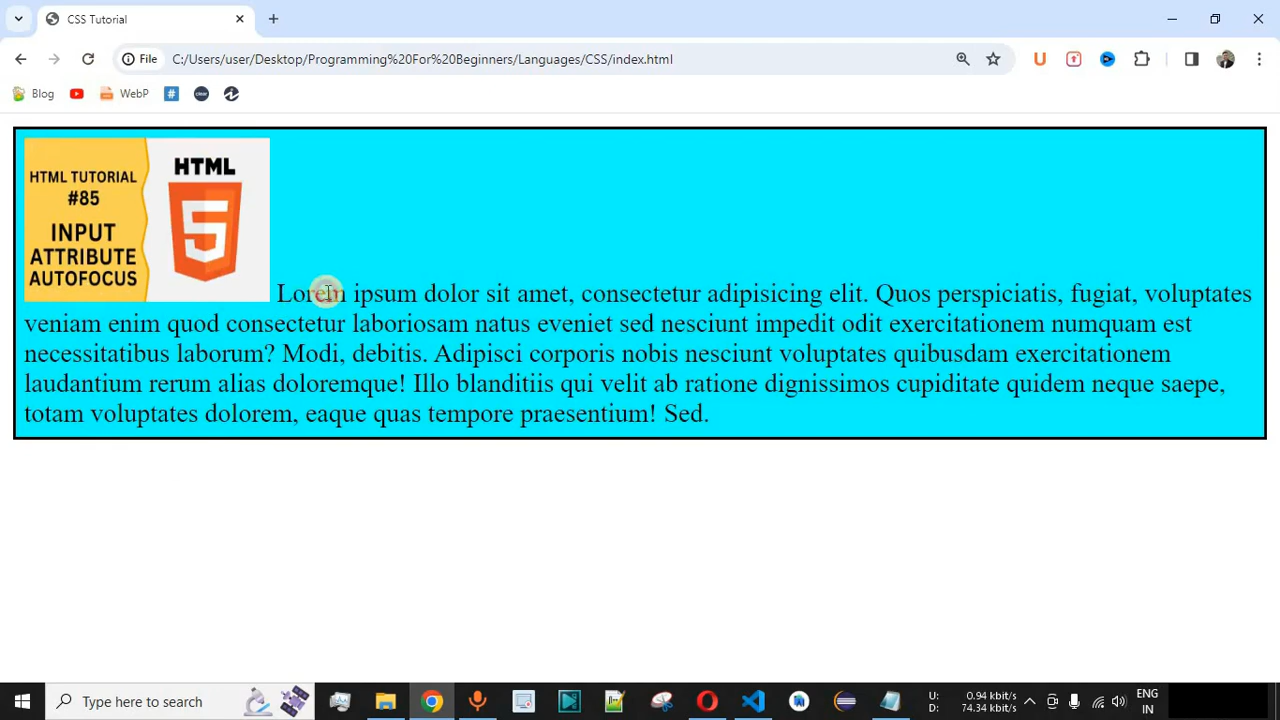 CSS Tutorial
File C:/Users/user/Desktop/Programming%20For%20Beginners/Languages/CSS/index.html
Blog WebP
HTML TUTORIAL
#85
INPUT
ATTRIBUTE
AUTOFOCUS
HTML
5
Lorem ipsum dolor sit amet, consectetur adipisicing elit. Quos perspiciatis, fugiat, voluptates
veniam enim quod consectetur laboriosam natus eveniet sed nesciunt impedit odit exercitationem numquam est
necessitatibus laborum? Modi, debitis. Adipisci corporis nobis nesciunt voluptates quibusdam exercitationem
laudantium rerum alias doloremque! Illo blanditiis qui velit ab ratione dignissimos cupiditate quidem neque saepe,
totam voluptates dolorem, eaque quas tempore praesentium! Sed.
Type here to search
U: 0.94 kbit/s
D: 74.34 kbit/s
ENG
IN